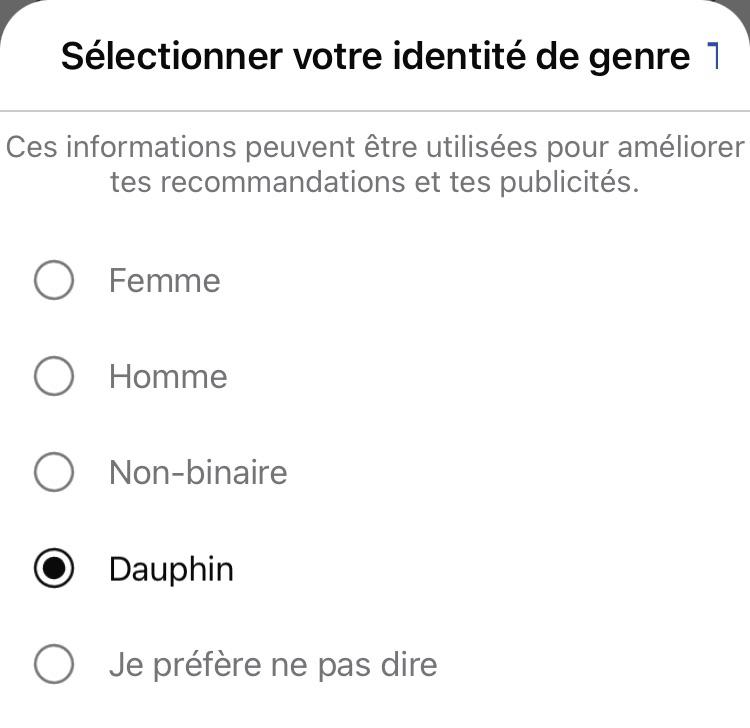 Sélectionner votre identité de genre
Ces informations peuvent être utilisées pour améliorer
tes recommandations et tes publicités.
Femme
Homme
Non-binaire
Dauphin
Je préfère ne pas dire